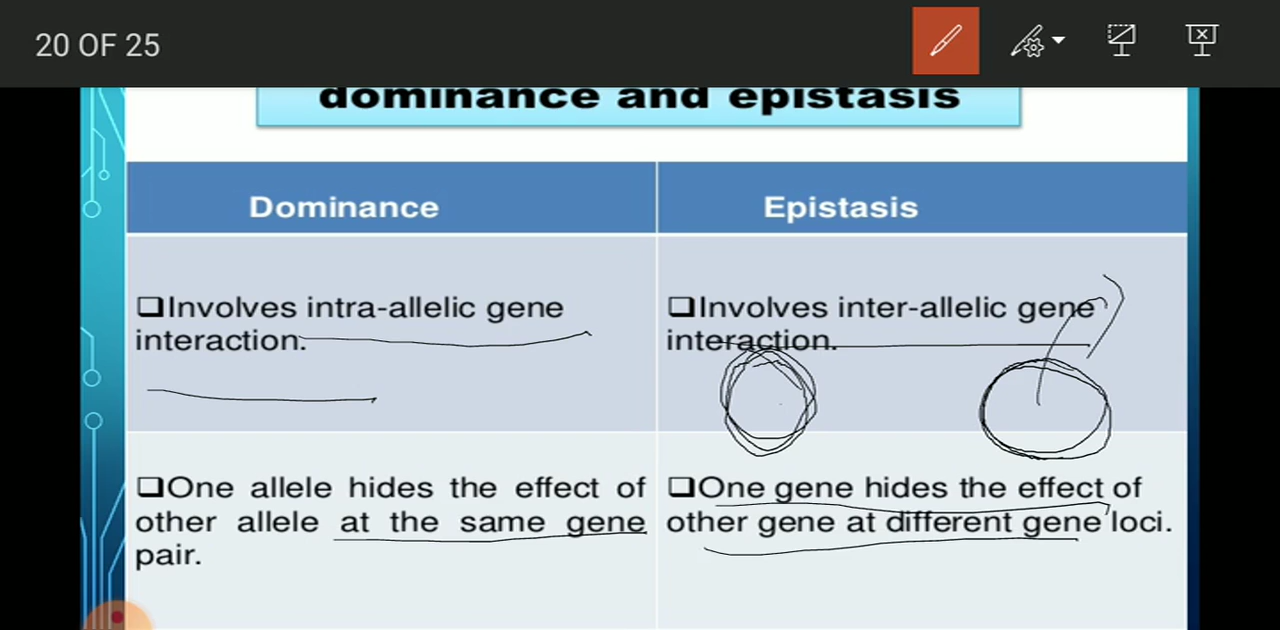 20 OF 25
dominance and epistasis
Dominance
Epistasis
❑Involves intra-allelic gene
interaction.
❑Involves inter-allelic gene
interaction.
❑One allele hides the effect of
other allele at the same gene
pair.
❑One gene hides the effect of
other gene at different gene loci.